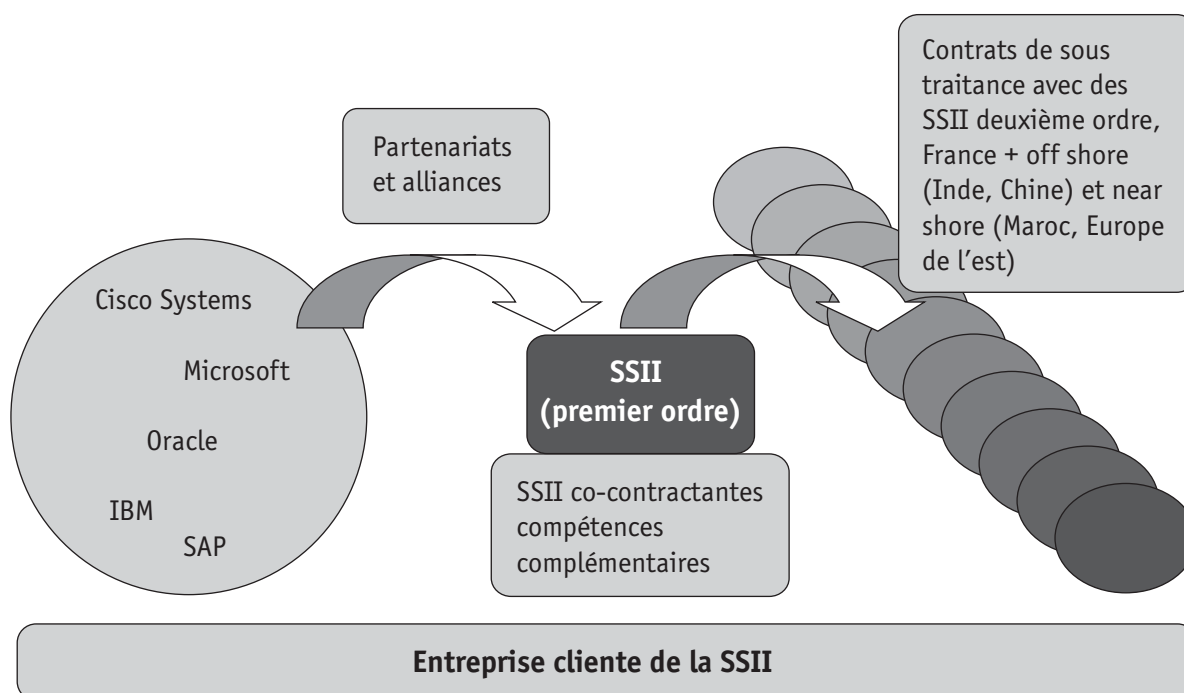 Contrats de sous
traitance avec des
SSII deuxième ordre,
France + off shore
(Inde, Chine) et near
shore (Maroc, Europe
de l'est)
Partenariats
et alliances
Cisco Systems
Microsoft
Oracle
IBM
SAP
SSII
(premier ordre)
SSII co-contractantes
compétences
complémentaires
Entreprise cliente de la SSII